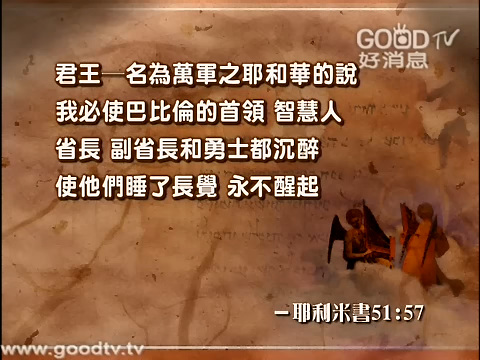 GOOD TV
好消息
君王─名為萬軍之耶和華的說
我必使巴比倫的首領 智慧人
省長 副省長和勇士都沉醉
使他們睡了長覺 永不醒起
－耶利米書51:57
www.goodtv.tv